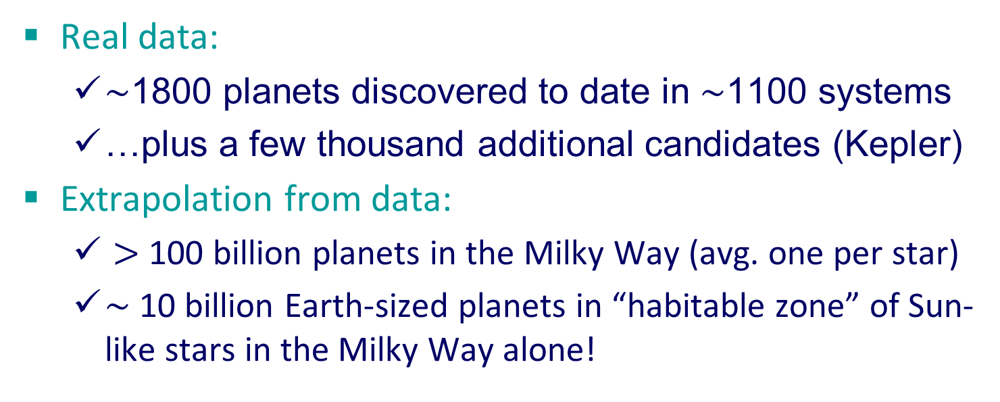 ▪ Real data:
✓ ~1800 planets discovered to date in ~1100 systems
✓ …plus a few thousand additional candidates (Kepler)
▪ Extrapolation from data:
✓ > 100 billion planets in the Milky Way (avg. one per star)
✓ ~ 10 billion Earth-sized planets in “habitable zone” of Sun-
like stars in the Milky Way alone!